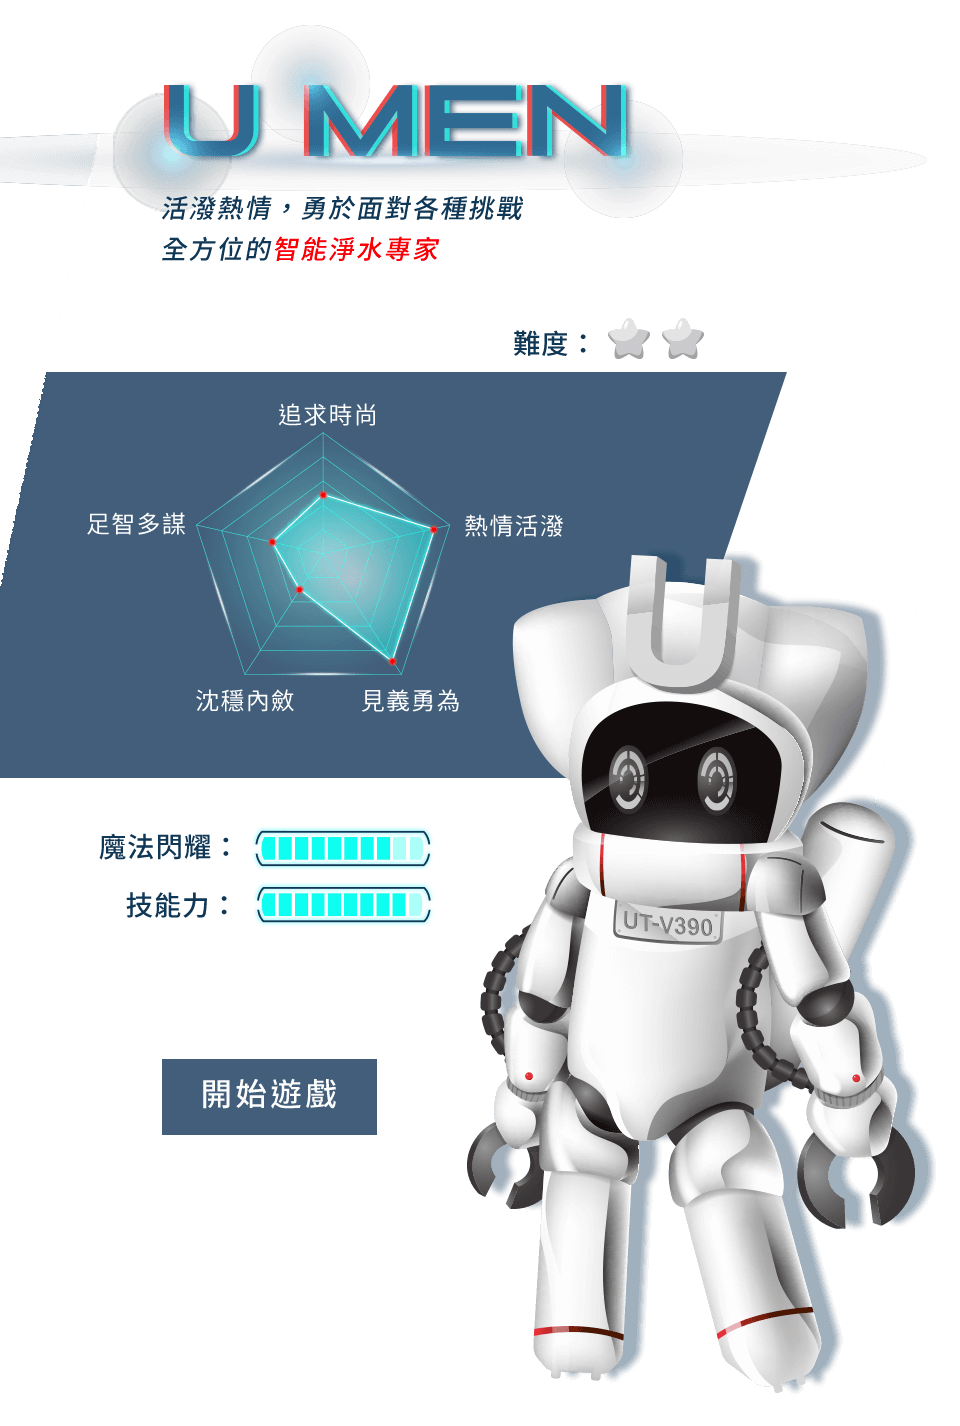 U MEN
活潑熱情，勇於面對各種挑戰
全方位的智能淨水專家
難度：
追求時尚
足智多謀
熱情活潑
沈穩內斂
見義勇為
U
魔法閃耀：
技能力：
UT-V390
開始遊戲